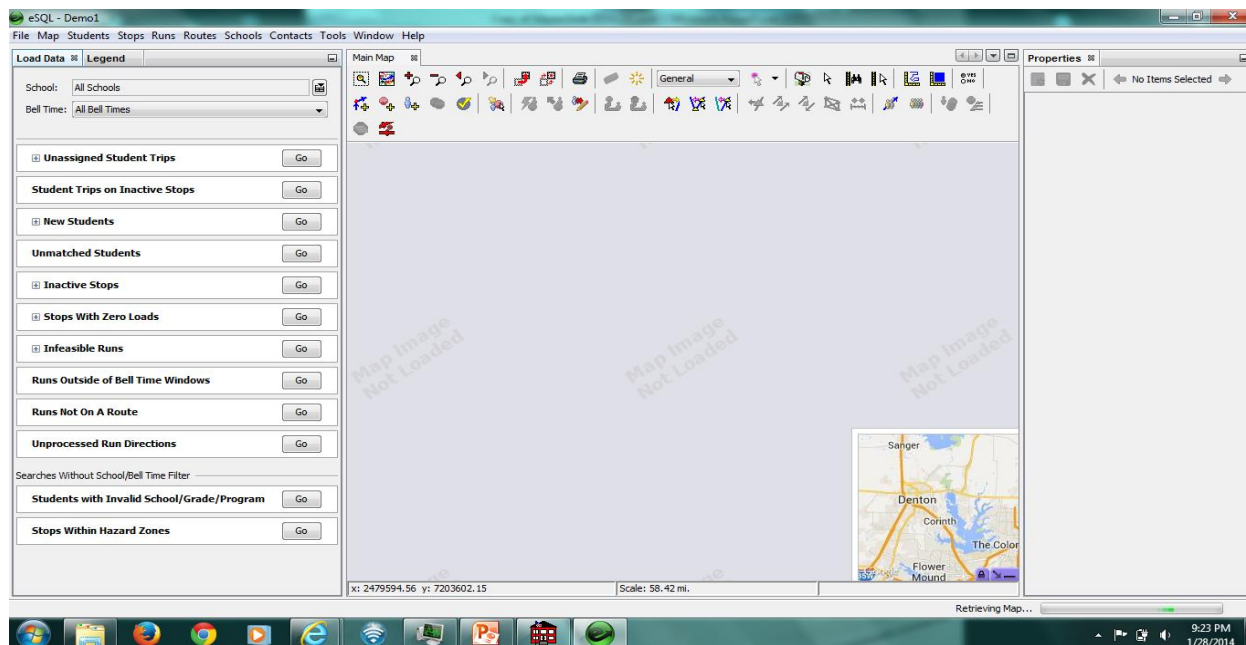 eSQL - Demo1
File Map Students Stops Runs Routes Schools Contacts Tools Window Help
Load Data Legend
School: All Schools
Bell Time: All Bell Times
Unassigned Student Trips Go
Student Trips on Inactive Stops Go
New Students Go
Unmatched Students Go
Inactive Stops Go
Stops With Zero Loads Go
Infeasible Runs Go
Runs Outside of Bell Time Windows Go
Runs Not On A Route Go
Unprocessed Run Directions Go
Searches Without School/Bell Time Filter
Students with Invalid School/Grade/Program Go
Stops Within Hazard Zones Go
Main Map
General
Map Image
Not Loaded
Map Image
Not Loaded
Map Image
Not Loaded
Sanger
Denton
Corinth
The Color
Flower
Mound
x: 2479594.56 y: 7203602.15
Scale: 58.42 mi.
Properties
No Items Selected
Retrieving Map...
9:23 PM
1/28/2014